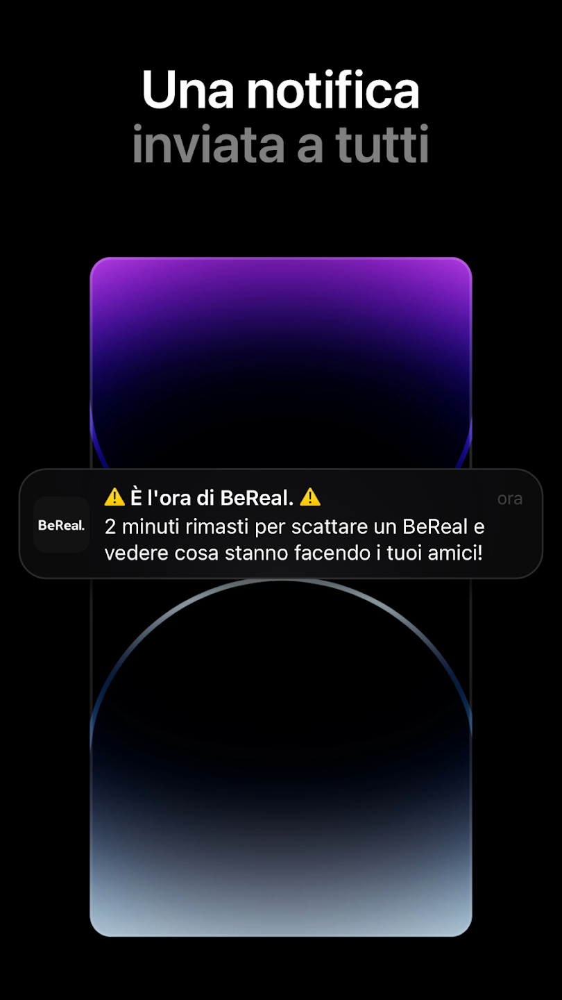 Una notifica
inviata a tutti
⚠️ È l'ora di BeReal. ⚠️
ora
BeReal.
2 minuti rimasti per scattare un BeReal e
vedere cosa stanno facendo i tuoi amici!